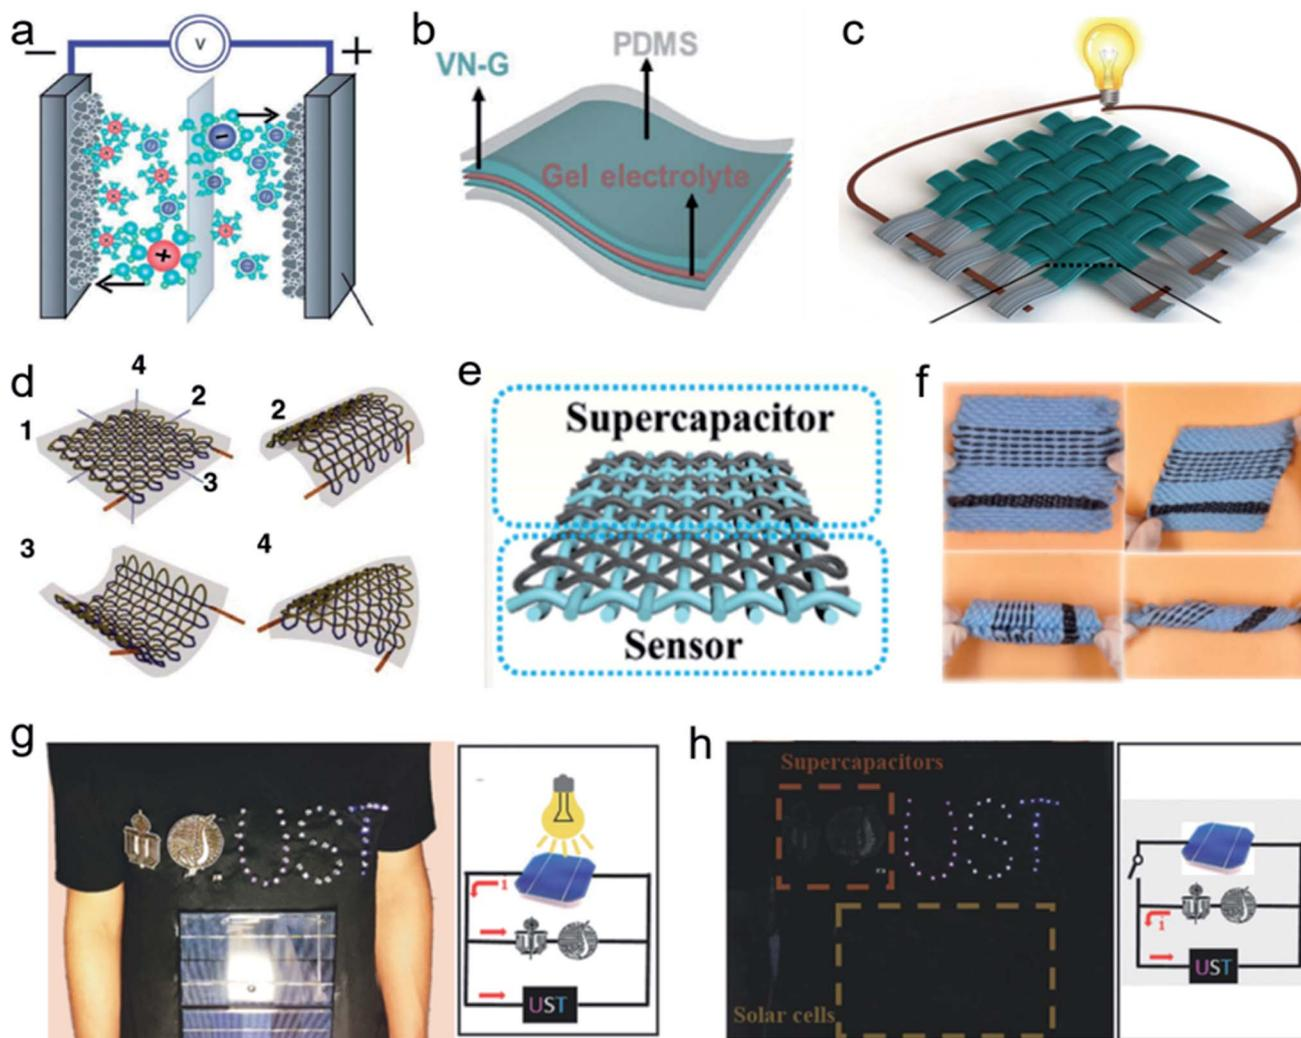 a
b
c
−
V
+
VN-G
PDMS
Gel electrolyte
−
+
d
4
2
1
3
2
3
4
e
Supercapacitor
Sensor
f
g
UST
i
UST
h
Supercapacitors
UST
Solar cells
i
UST